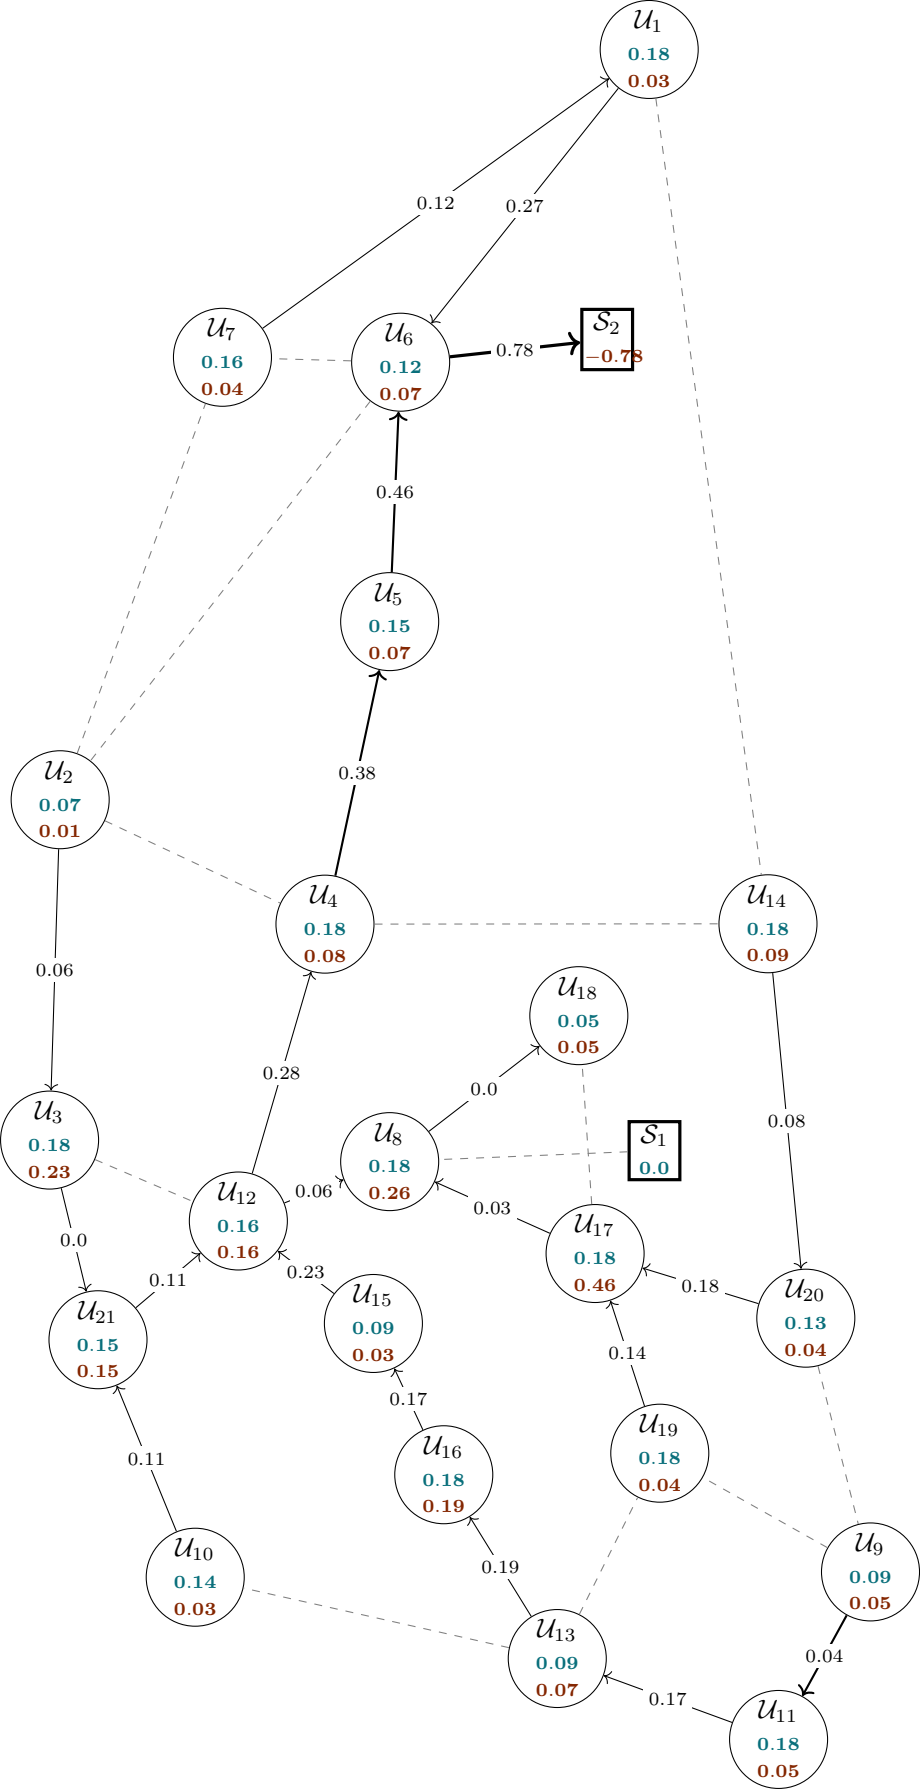 𝒰₁
0.18
0.03
0.12
0.27
𝒰₇
0.16
0.04
𝒰₆
0.12
0.07
0.78
𝒮₂
−0.78
0.46
𝒰₅
0.15
0.07
0.38
𝒰₂
0.07
0.01
𝒰₄
0.18
0.08
𝒰₁₄
0.18
0.09
0.06
𝒰₁₈
0.05
0.05
0.28
0.0
0.08
𝒰₃
0.18
0.23
𝒰₈
0.18
0.26
𝒮₁
0.0
𝒰₁₂
0.16
0.16
0.06
0.03
𝒰₁₇
0.18
0.46
0.0
0.11
0.23
0.18
𝒰₂₀
0.13
0.04
𝒰₂₁
0.15
0.15
𝒰₁₅
0.09
0.03
0.14
0.17
0.11
𝒰₁₆
0.18
0.19
𝒰₁₉
0.18
0.04
𝒰₁₀
0.14
0.03
0.19
𝒰₉
0.09
0.05
𝒰₁₃
0.09
0.07
0.04
0.17
𝒰₁₁
0.18
0.05